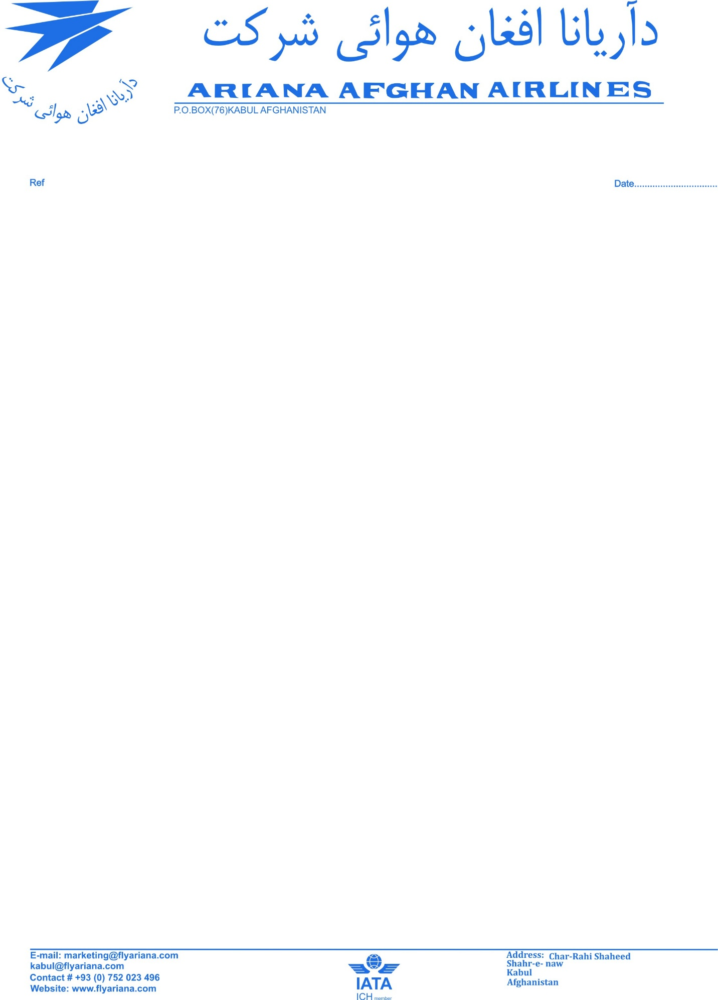 دآریانا افغان هوائی شرکت
دآریانا افغان هوائی شرکت
ARIANA AFGHAN AIRLINES
P.O.BOX(76)KABUL AFGHANISTAN
Ref
Date................................
E-mail: marketing@flyariana.com
kabul@flyariana.com
Contact # +93 (0) 752 023 496
Website: www.flyariana.com
IATA
ICH member
Address: Char-Rahi Shaheed
Shahr-e- naw
Kabul
Afghanistan